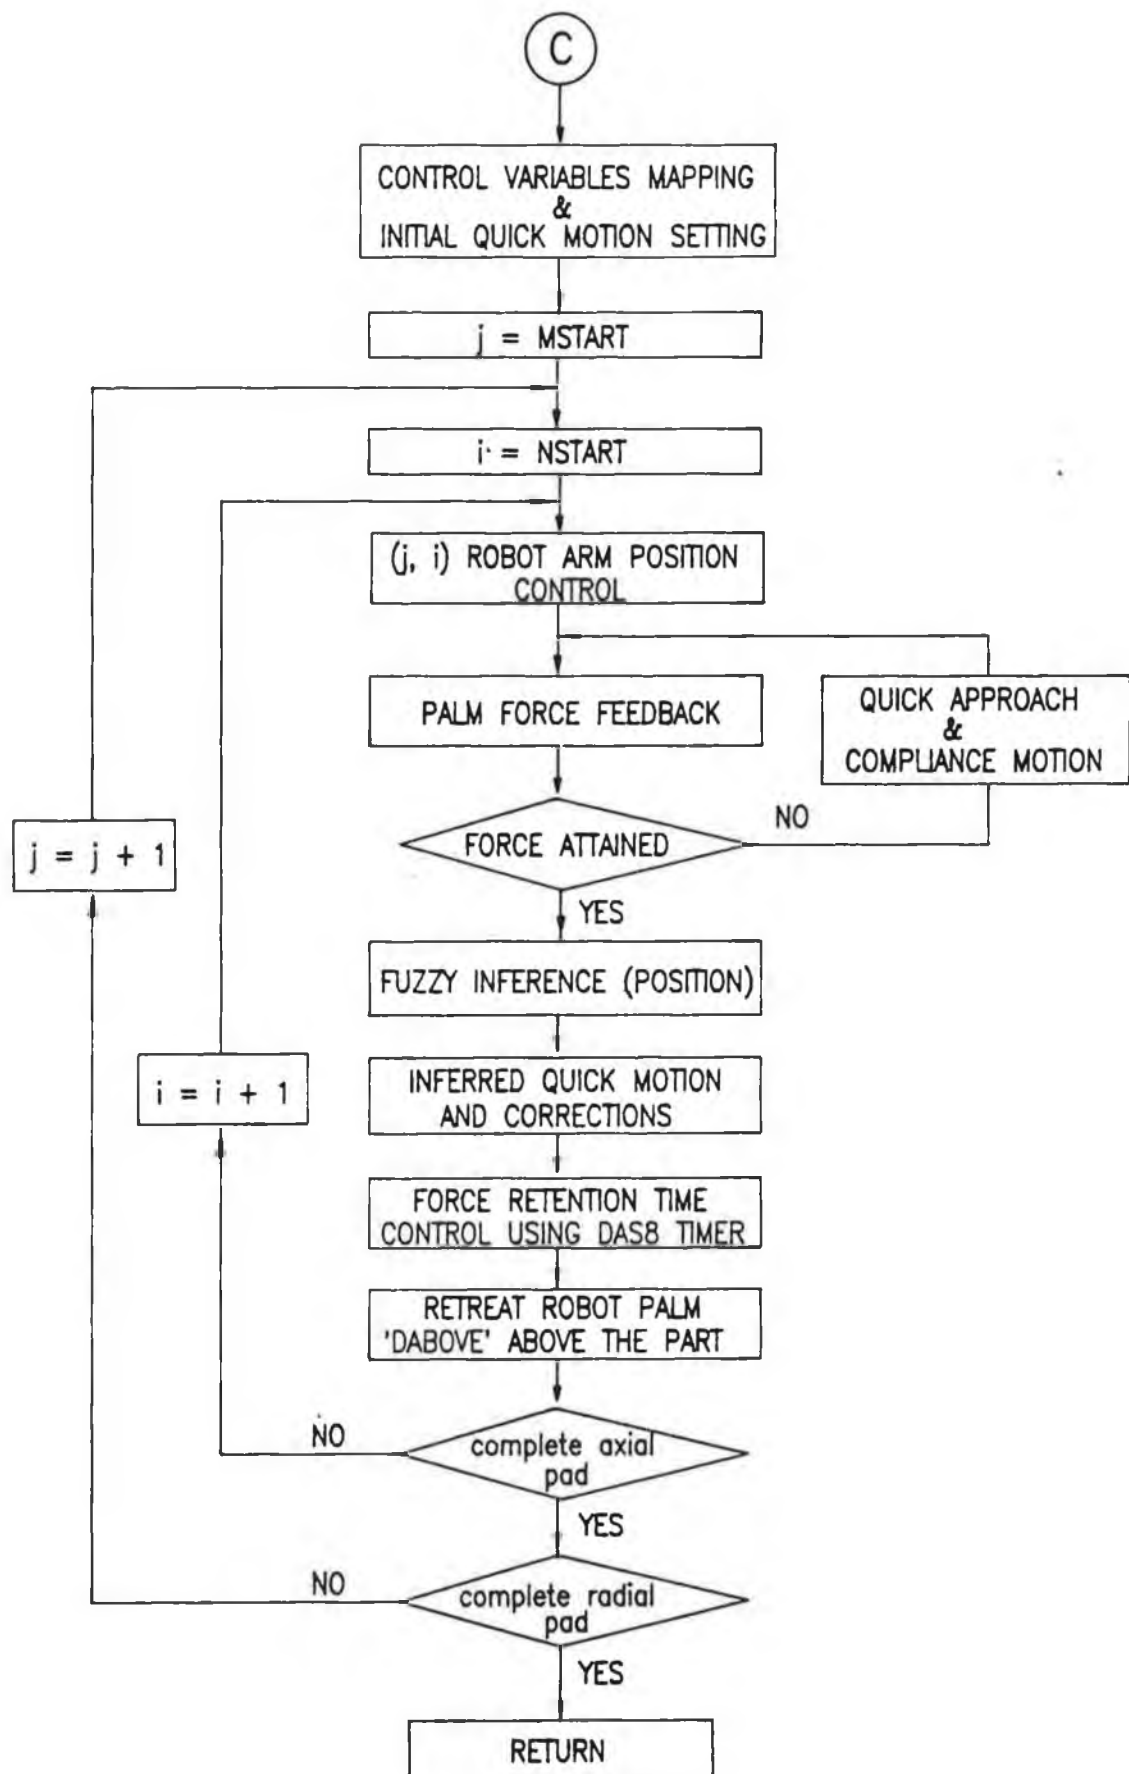 C
CONTROL VARIABLES MAPPING
&
INITIAL QUICK MOTION SETTING
j = MSTART
i = NSTART
(j, i) ROBOT ARM POSITION
CONTROL
PALM FORCE FEEDBACK
QUICK APPROACH
&
COMPLIANCE MOTION
FORCE ATTAINED
NO
YES
j = j + 1
FUZZY INFERENCE (POSITION)
i = i + 1
INFERRED QUICK MOTION
AND CORRECTIONS
FORCE RETENTION TIME
CONTROL USING DAS8 TIMER
RETREAT ROBOT PALM
'DABOVE' ABOVE THE PART
NO
complete axial
pad
YES
NO
complete radial
pad
YES
RETURN